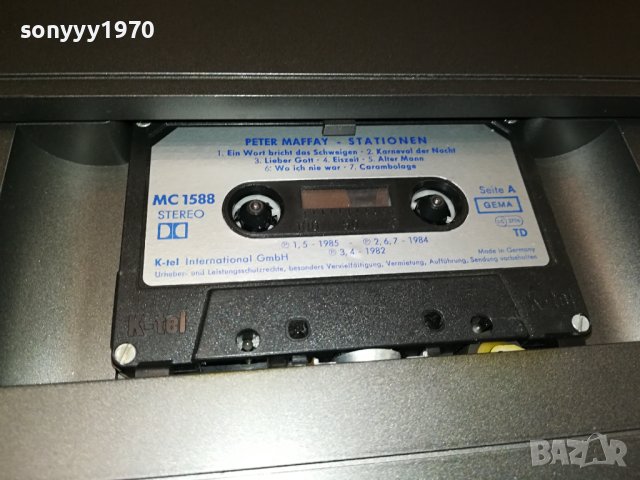 sonyyy1970
PETER MAFFAY - STATIONEN
1. Ein Wort bricht das Schweigen · 2. Karneval der Nacht
3. Lieber Gott · 4. Eiszeit · 5. Alter Mann
6. Wo ich nie war · 7. Carambolage
MC 1588
STEREO
Seite A
GEMA
TD
℗ 1, 5 - 1985 - ℗ 2, 6, 7 - 1984
℗ 3, 4 - 1982
K-tel International GmbH
Made in Germany
Urheber- und Leistungsschutzrechte, besonders Vervielfältigung, Vermietung, Aufführung, Sendung vorbehalten
K-tel
K-tel
BAZAR